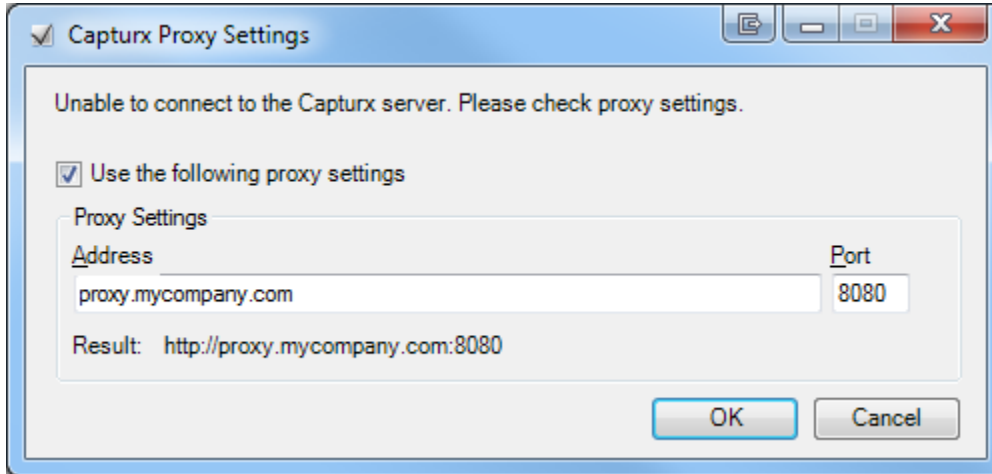 Capturx Proxy Settings
Unable to connect to the Capturx server. Please check proxy settings.
Use the following proxy settings
Proxy Settings
Address Port
proxy.mycompany.com 8080
Result: http://proxy.mycompany.com:8080
OK Cancel